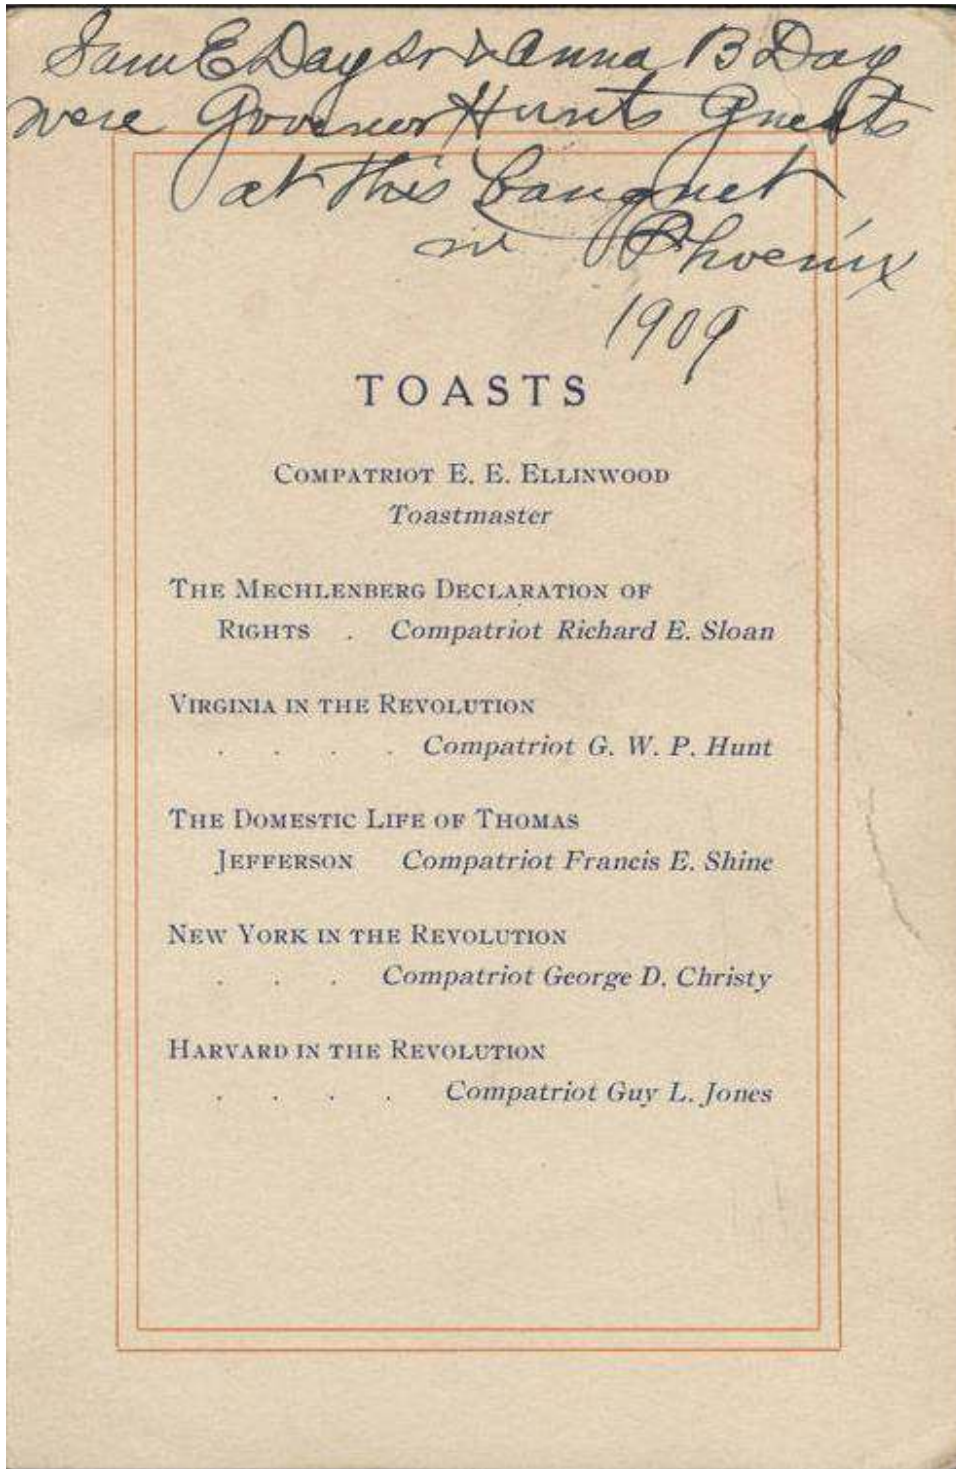 Sam E Day Sr & Anna B Day
were Governor Hunts Guests
at this Banquet
in Phoenix
1909
TOASTS
COMPATRIOT E. E. ELLINWOOD
Toastmaster
THE MECHLENBERG DECLARATION OF
RIGHTS . Compatriot Richard E. Sloan
VIRGINIA IN THE REVOLUTION
. . . . Compatriot G. W. P. Hunt
THE DOMESTIC LIFE OF THOMAS
JEFFERSON Compatriot Francis E. Shine
NEW YORK IN THE REVOLUTION
. . . Compatriot George D. Christy
HARVARD IN THE REVOLUTION
. . . . Compatriot Guy L. Jones